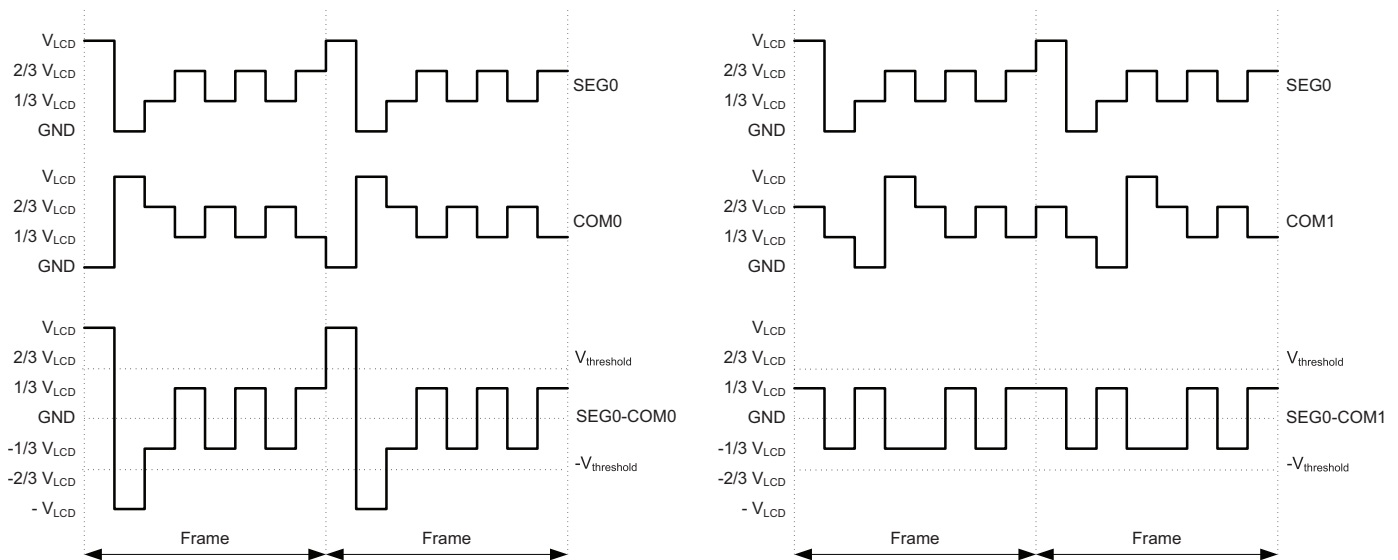 V_LCD
2/3 V_LCD
1/3 V_LCD
GND
SEG0
V_LCD
2/3 V_LCD
1/3 V_LCD
GND
COM0
V_LCD
2/3 V_LCD
1/3 V_LCD
GND
-1/3 V_LCD
-2/3 V_LCD
- V_LCD
V_threshold
SEG0-COM0
-V_threshold
Frame
Frame
V_LCD
2/3 V_LCD
1/3 V_LCD
GND
SEG0
V_LCD
2/3 V_LCD
1/3 V_LCD
GND
COM1
V_LCD
2/3 V_LCD
1/3 V_LCD
GND
-1/3 V_LCD
-2/3 V_LCD
- V_LCD
V_threshold
SEG0-COM1
-V_threshold
Frame
Frame